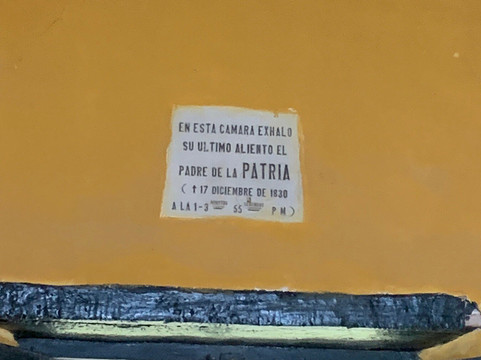 EN ESTA CAMARA EXHALO
SU ULTIMO ALIENTO EL
PADRE DE LA PATRIA
( † 17 DICIEMBRE DE 1830
A LA 1-3 55 P M )